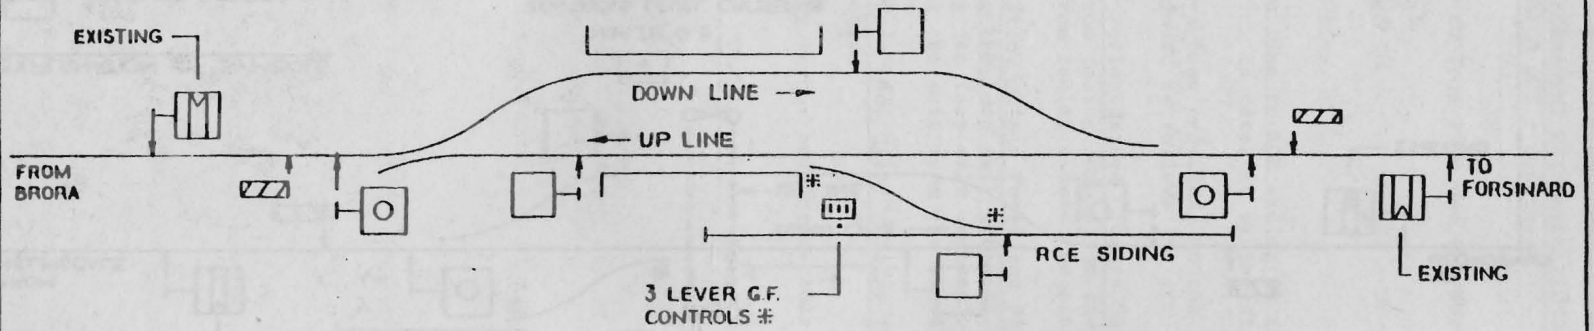 EXISTING
DOWN LINE →
← UP LINE
FROM
BRORA
TO
FORSINARD
RCE SIDING
EXISTING
3 LEVER G.F.
CONTROLS ⁜